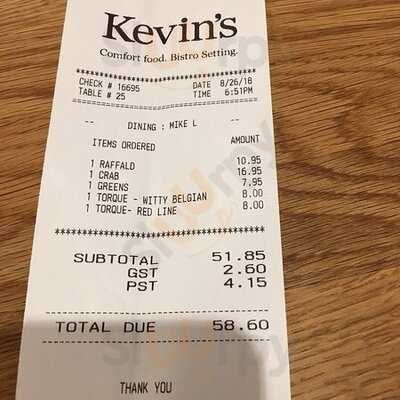 Kevin's
Comfort food. Bistro Setting.
CHECK # 16695 DATE 8/26/18
TABLE # 25 TIME 6:51PM
-- DINING : MIKE L --
ITEMS ORDERED AMOUNT
1 RAFFALD 10.95
1 CRAB 16.95
1 GREENS 7.95
1 TORQUE - WITTY BELGIAN 8.00
1 TORQUE- RED LINE 8.00
SUBTOTAL 51.85
GST 2.60
PST 4.15
TOTAL DUE 58.60
THANK YOU